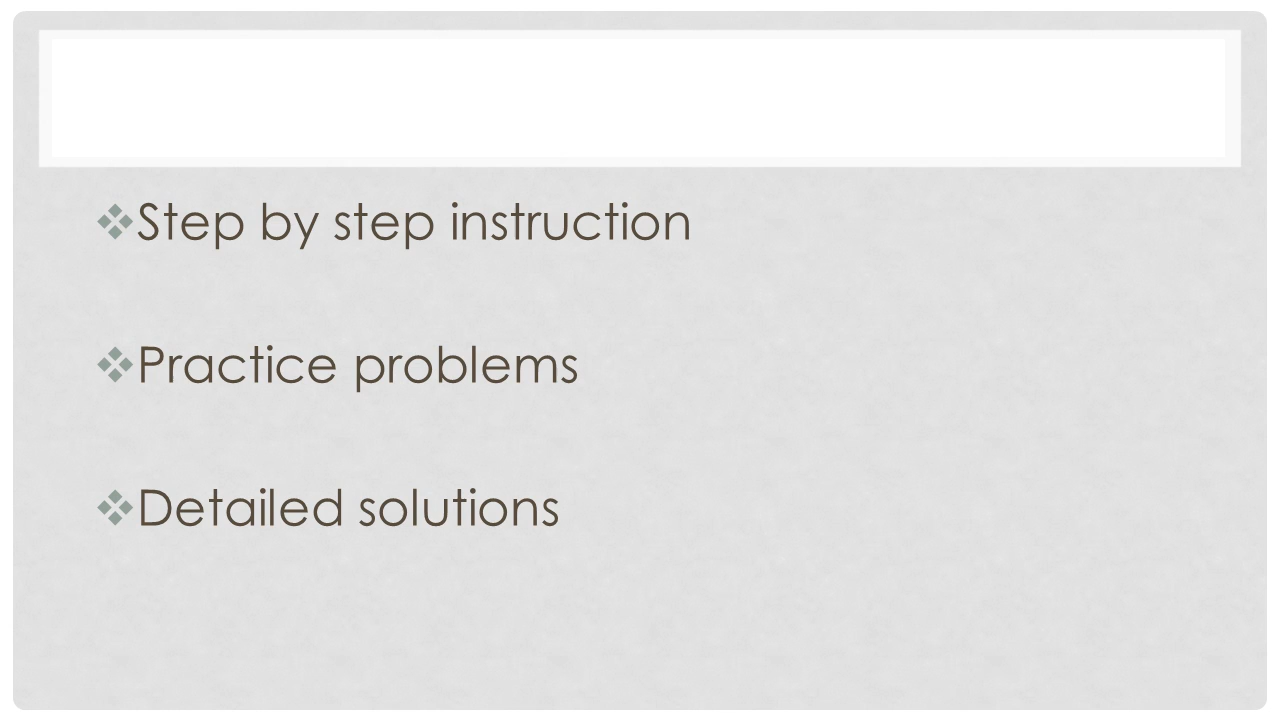 Step by step instruction
Practice problems
Detailed solutions